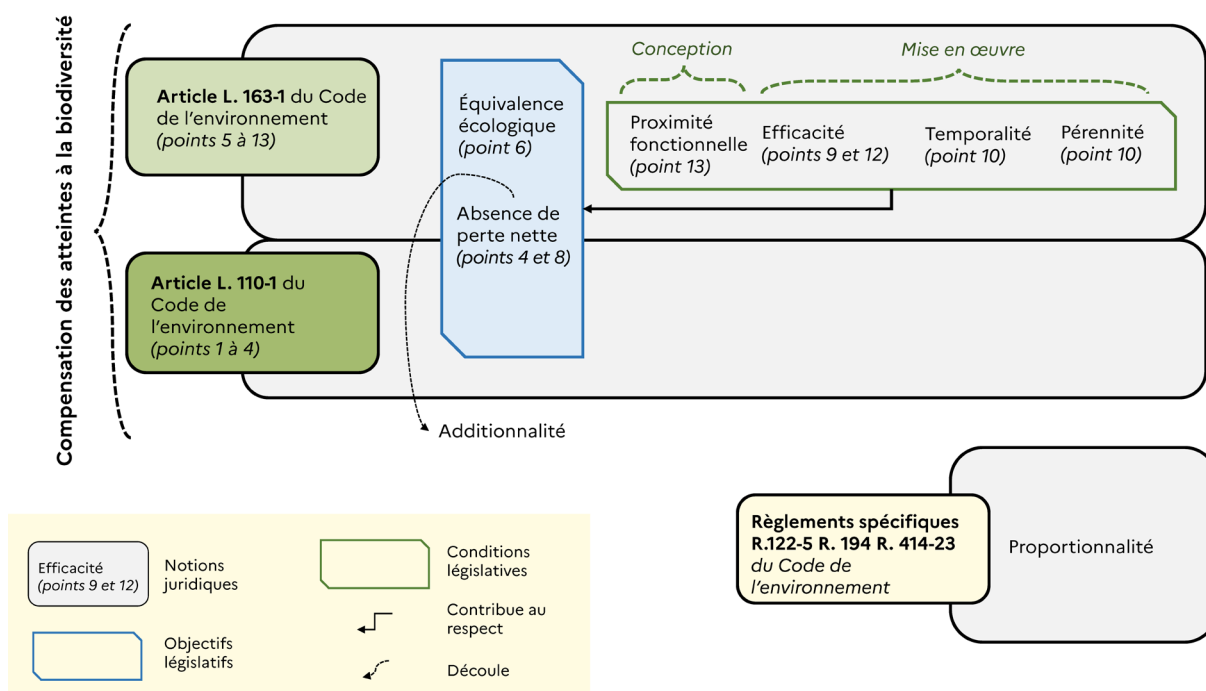 Compensation des atteintes à la biodiversité
Article L. 163-1 du Code
de l'environnement
(points 5 à 13)
Article L. 110-1 du
Code de
l'environnement
(points 1 à 4)
Équivalence
écologique
(point 6)
Absence de
perte nette
(points 4 et 8)
Conception
Mise en œuvre
Proximité
fonctionnelle
(point 13)
Efficacité
(points 9 et 12)
Temporalité
(point 10)
Pérennité
(point 10)
Additionnalité
Règlements spécifiques
R.122-5 R. 194 R. 414-23
du Code de
l'environnement
Proportionnalité
Efficacité
(points 9 et 12)
Notions
juridiques
Objectifs
législatifs
Conditions
législatives
Contribue au
respect
Découle